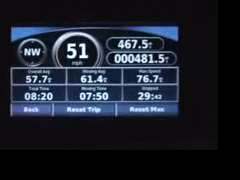 NW 51 mph 467.5
000481.5
Overall Avg Moving Avg Max Speed
57.7 61.4 76.7
Total Time Moving Time Stopped
08:20 07:50 29:42
Back Reset Trip Reset Max